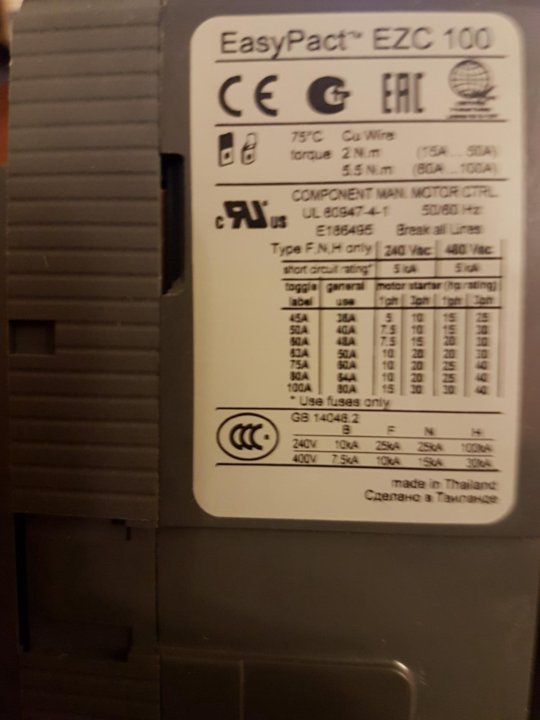 EasyPact™ EZC 100
CE EAC
75°C Cu Wire
torque 2 N.m (15A...50A)
5.5 N.m (60A...100A)
COMPONENT MAN. MOTOR CTRL.
c RU us UL 60947-4-1 50/60 Hz
E186495 Break all Lines
Type F,N,H only 240 Vac 480 Vac
short circuit rating* 5 kA 5 kA
toggle general motor starter (hp rating)
label use 1ph 3ph 1ph 3ph
45A 36A 5 10 15 25
50A 40A 7.5 10 15 30
60A 48A 7.5 15 20 30
63A 50A 10 20 20 30
75A 60A 10 20 25 40
80A 64A 10 20 25 40
100A 80A 15 30 30 40
* Use fuses only
CCC GB 14048.2
B F N H
240V 10kA 25kA 25kA 100kA
400V 7.5kA 10kA 15kA 30kA
made in Thailand
Сделано в Таиланде